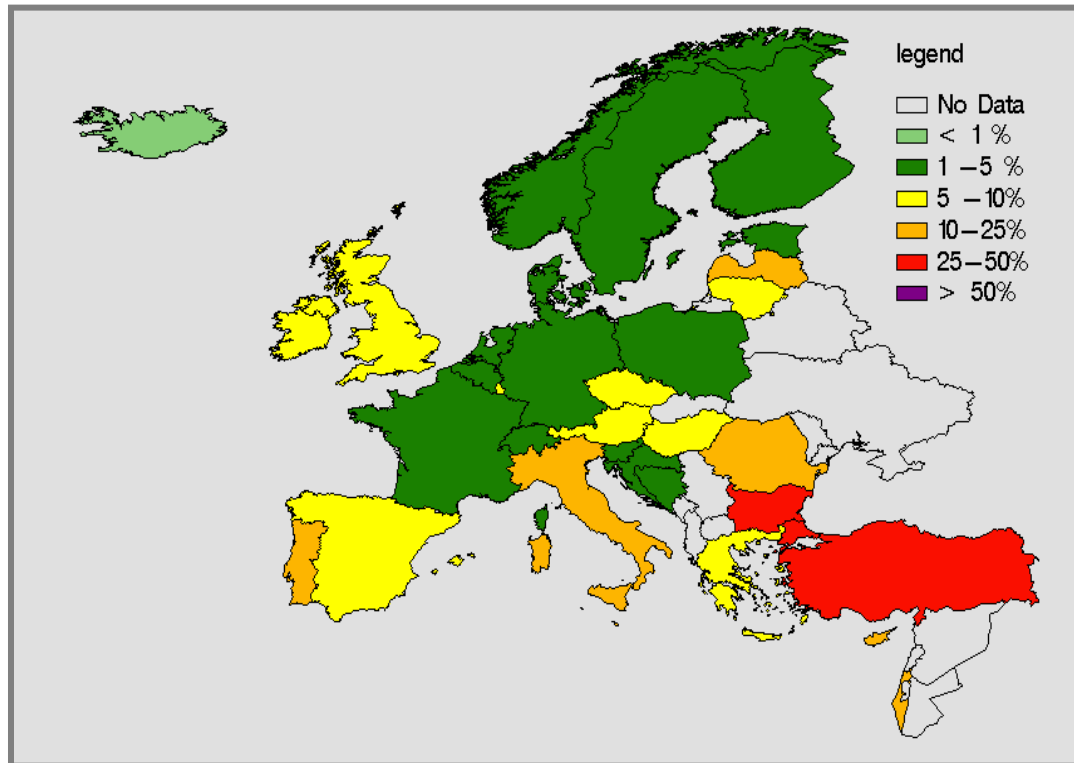 legend
No Data
< 1 %
1 –5 %
5 –10%
10–25%
25–50%
> 50%